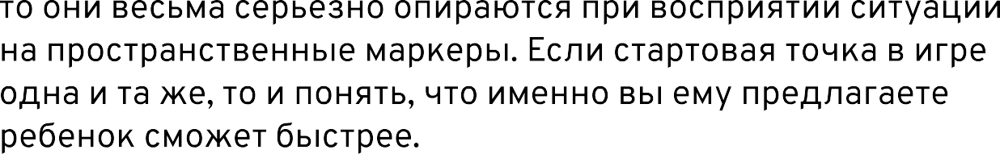 то они весьма серьезно опираются при восприятии ситуации
на пространственные маркеры. Если стартовая точка в игре
одна и та же, то и понять, что именно вы ему предлагаете
ребенок сможет быстрее.